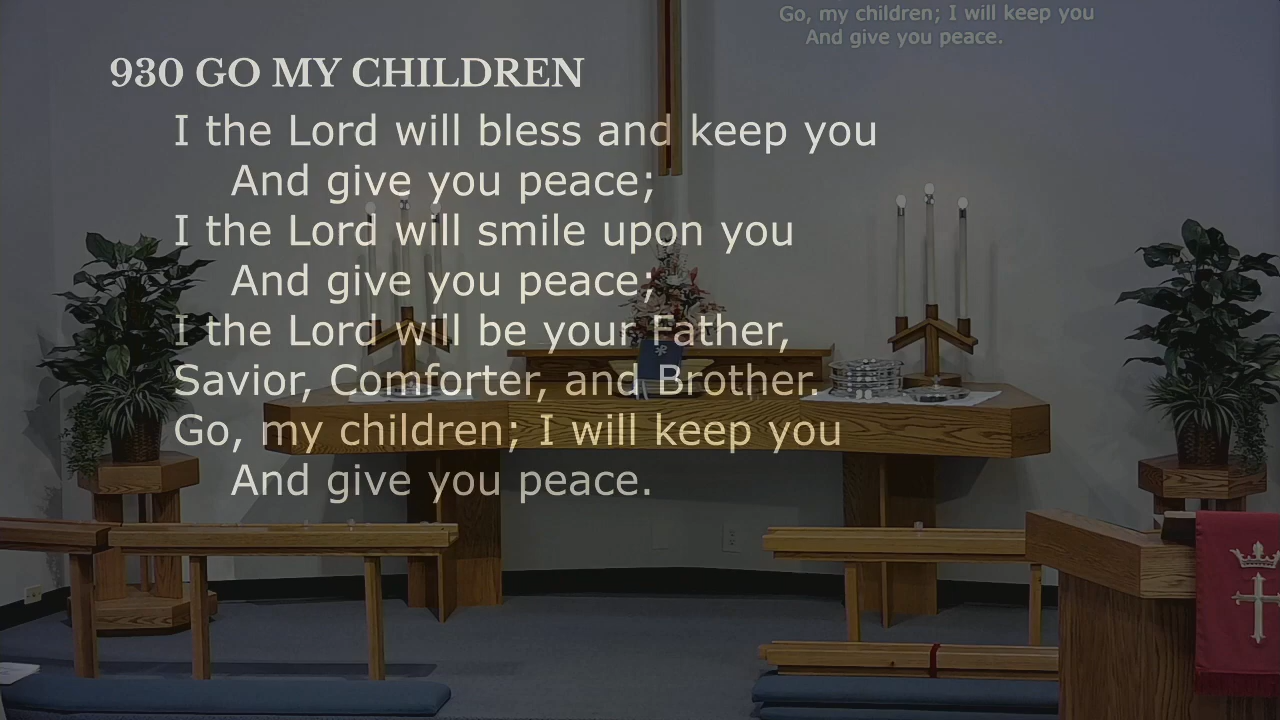 Go, my children; I will keep you
And give you peace.
930 GO MY CHILDREN
I the Lord will bless and keep you
And give you peace;
I the Lord will smile upon you
And give you peace;
I the Lord will be your Father,
Savior, Comforter, and Brother.
Go, my children; I will keep you
And give you peace.